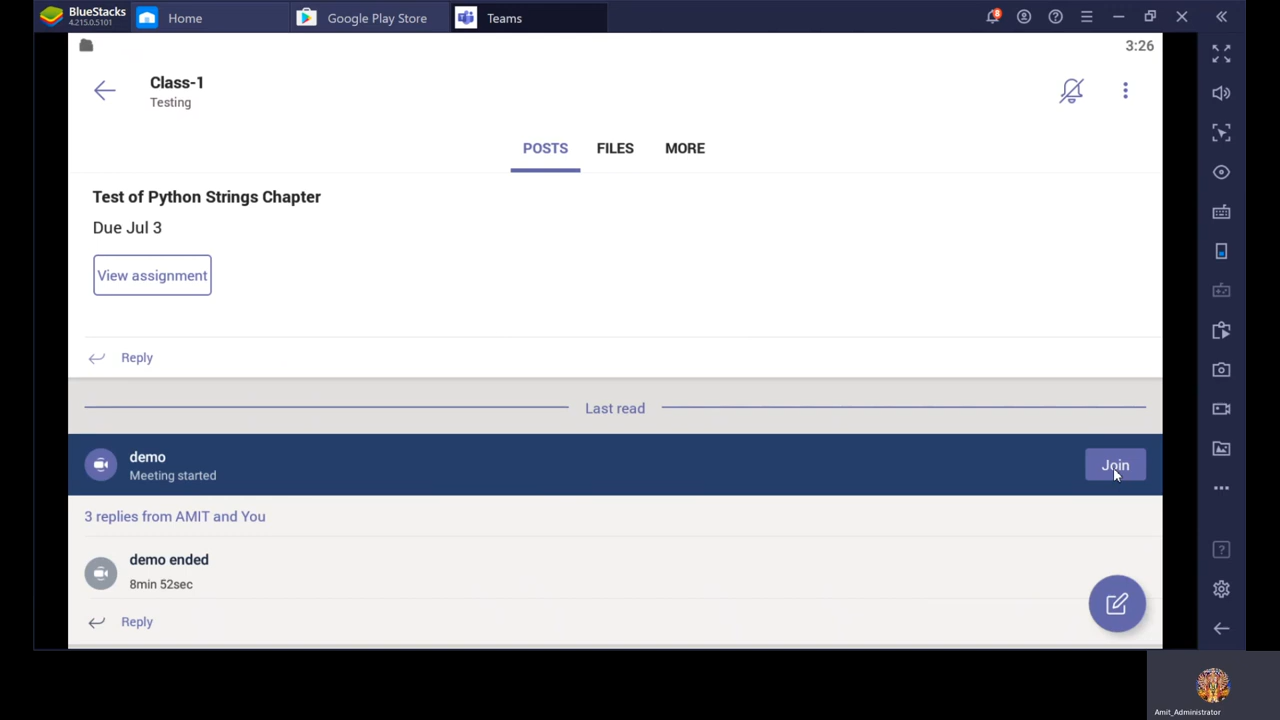 BlueStacks
4.215.0.5101
Home
Google Play Store
Teams
8
3:26
Class-1
Testing
POSTS
FILES
MORE
Test of Python Strings Chapter
Due Jul 3
View assignment
Reply
Last read
demo
Meeting started
Join
3 replies from AMIT and You
demo ended
8min 52sec
Reply
Amit_Administrator